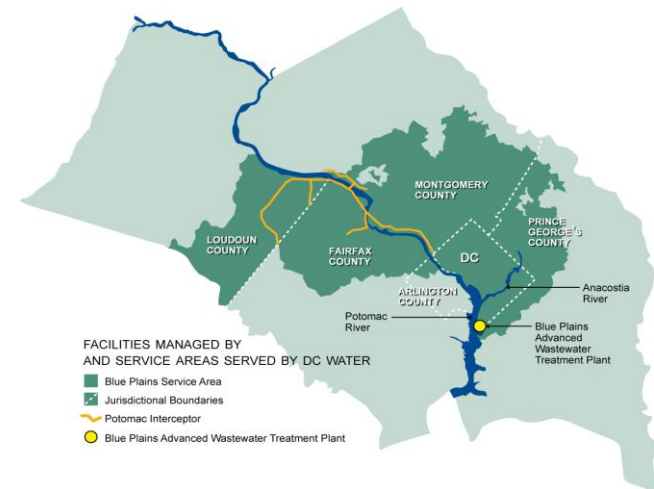 MONTGOMERY
COUNTY
PRINCE
GEORGE'S
COUNTY
LOUDOUN
COUNTY
FAIRFAX
COUNTY
DC
ARLINGTON
COUNTY
Anacostia
River
Potomac
River
Blue Plains
Advanced
Wastewater
Treatment Plant
FACILITIES MANAGED BY
AND SERVICE AREAS SERVED BY DC WATER
Blue Plains Service Area
Jurisdictional Boundaries
Potomac Interceptor
Blue Plains Advanced Wastewater Treatment Plant